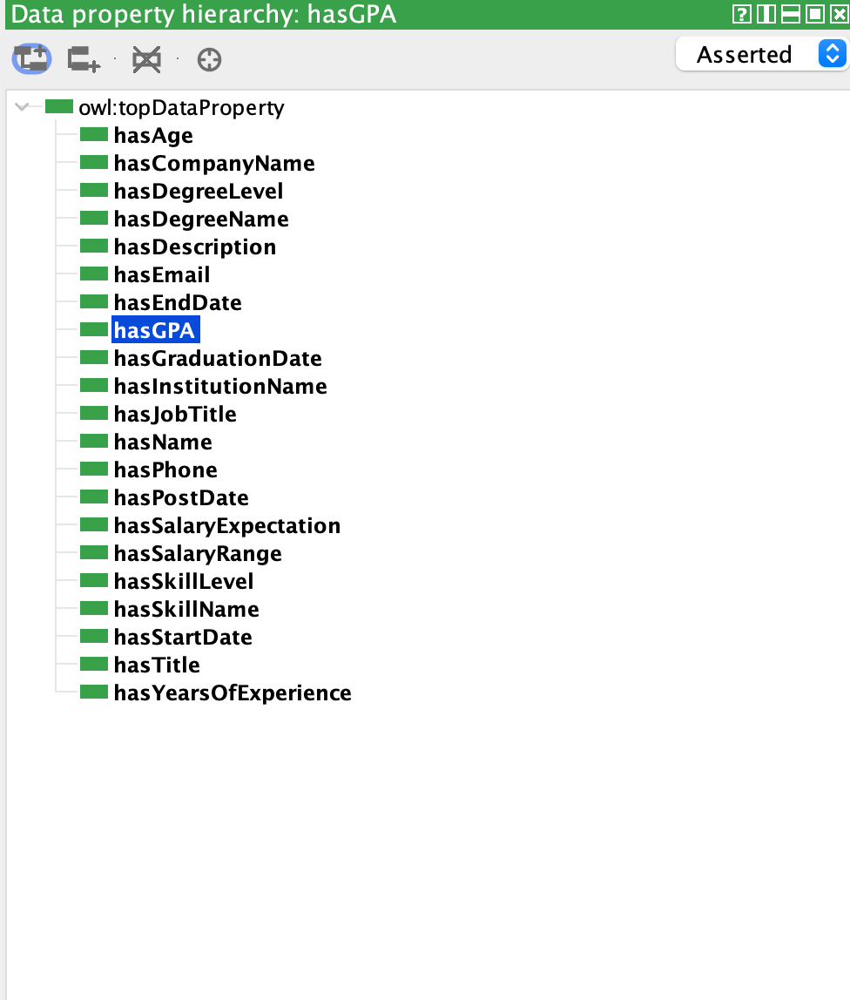 Data property hierarchy: hasGPA
Asserted
owl:topDataProperty
hasAge
hasCompanyName
hasDegreeLevel
hasDegreeName
hasDescription
hasEmail
hasEndDate
hasGPA
hasGraduationDate
hasInstitutionName
hasJobTitle
hasName
hasPhone
hasPostDate
hasSalaryExpectation
hasSalaryRange
hasSkillLevel
hasSkillName
hasStartDate
hasTitle
hasYearsOfExperience